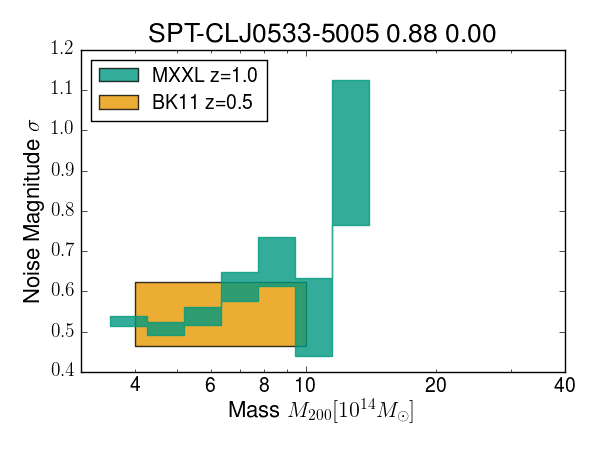 SPT-CLJ0533-5005 0.88 0.00
1.2
1.1
1.0
0.9
0.8
0.7
0.6
0.5
0.4
Noise Magnitude σ
MXXL z=1.0
BK11 z=0.5
4 6 8 10 20 40
Mass M₂₀₀[10¹⁴M⊙]